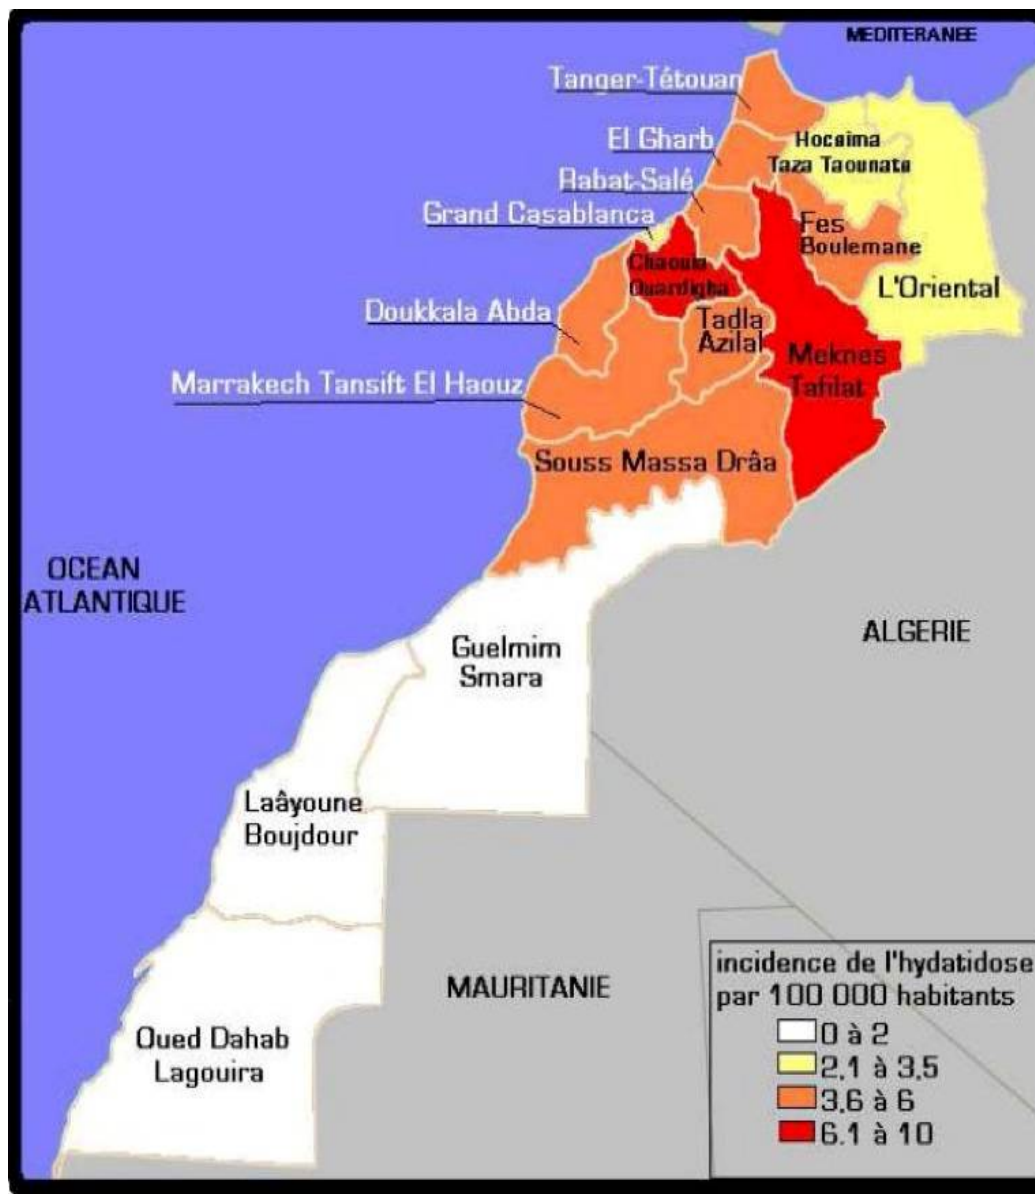 MEDITERANEE
Tanger-Tétouan
El Gharb
Hoceima
Taza Taounate
Rabat-Salé
Grand Casablanca
Fes
Boulemane
Chaouia
Ouardigha
L'Oriental
Doukkala Abda
Tadla
Azilal
Meknes
Tafilat
Marrakech Tansift El Haouz
Souss Massa Drâa
OCEAN
ATLANTIQUE
Guelmim
Smara
ALGERIE
Laâyoune
Boujdour
MAURITANIE
Oued Dahab
Lagouira
incidence de l'hydatidose
par 100 000 habitants
0 à 2
2,1 à 3,5
3,6 à 6
6,1 à 10